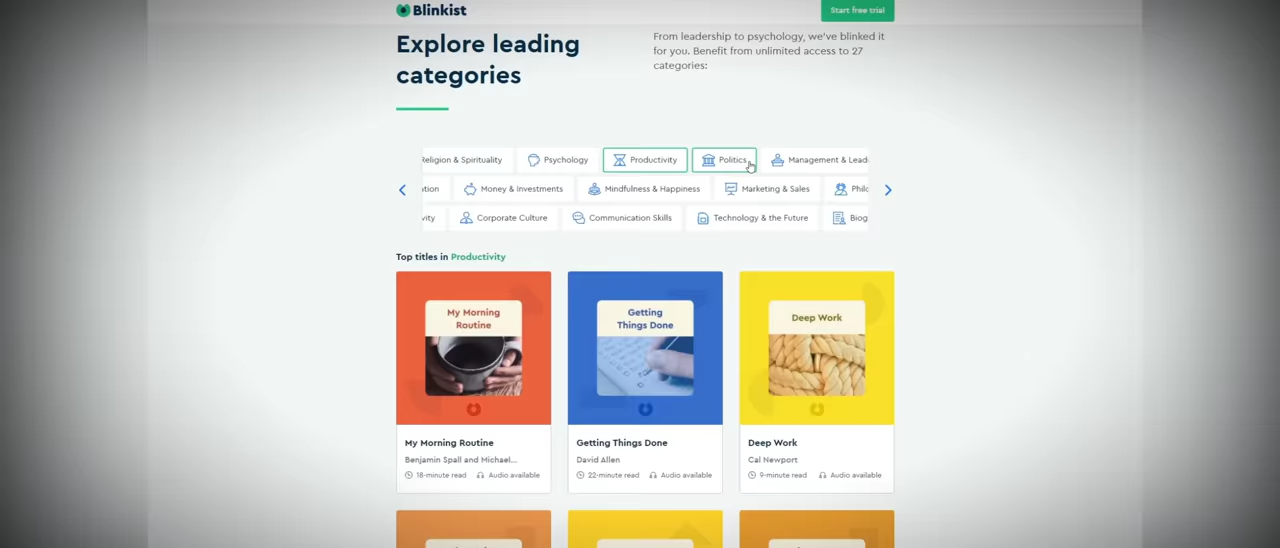 Blinkist
Start free trial
Explore leading
categories
From leadership to psychology, we've blinked it
for you. Benefit from unlimited access to 27
categories:
Religion & Spirituality
Psychology
Productivity
Politics
Management & Lead
Money & Investments
Mindfulness & Happiness
Marketing & Sales
Corporate Culture
Communication Skills
Technology & the Future
Top titles in Productivity
My Morning
Routine
Getting
Things Done
Deep Work
My Morning Routine
Benjamin Spall and Michael...
18-minute read
Audio available
Getting Things Done
David Allen
22-minute read
Audio available
Deep Work
Cal Newport
9-minute read
Audio available